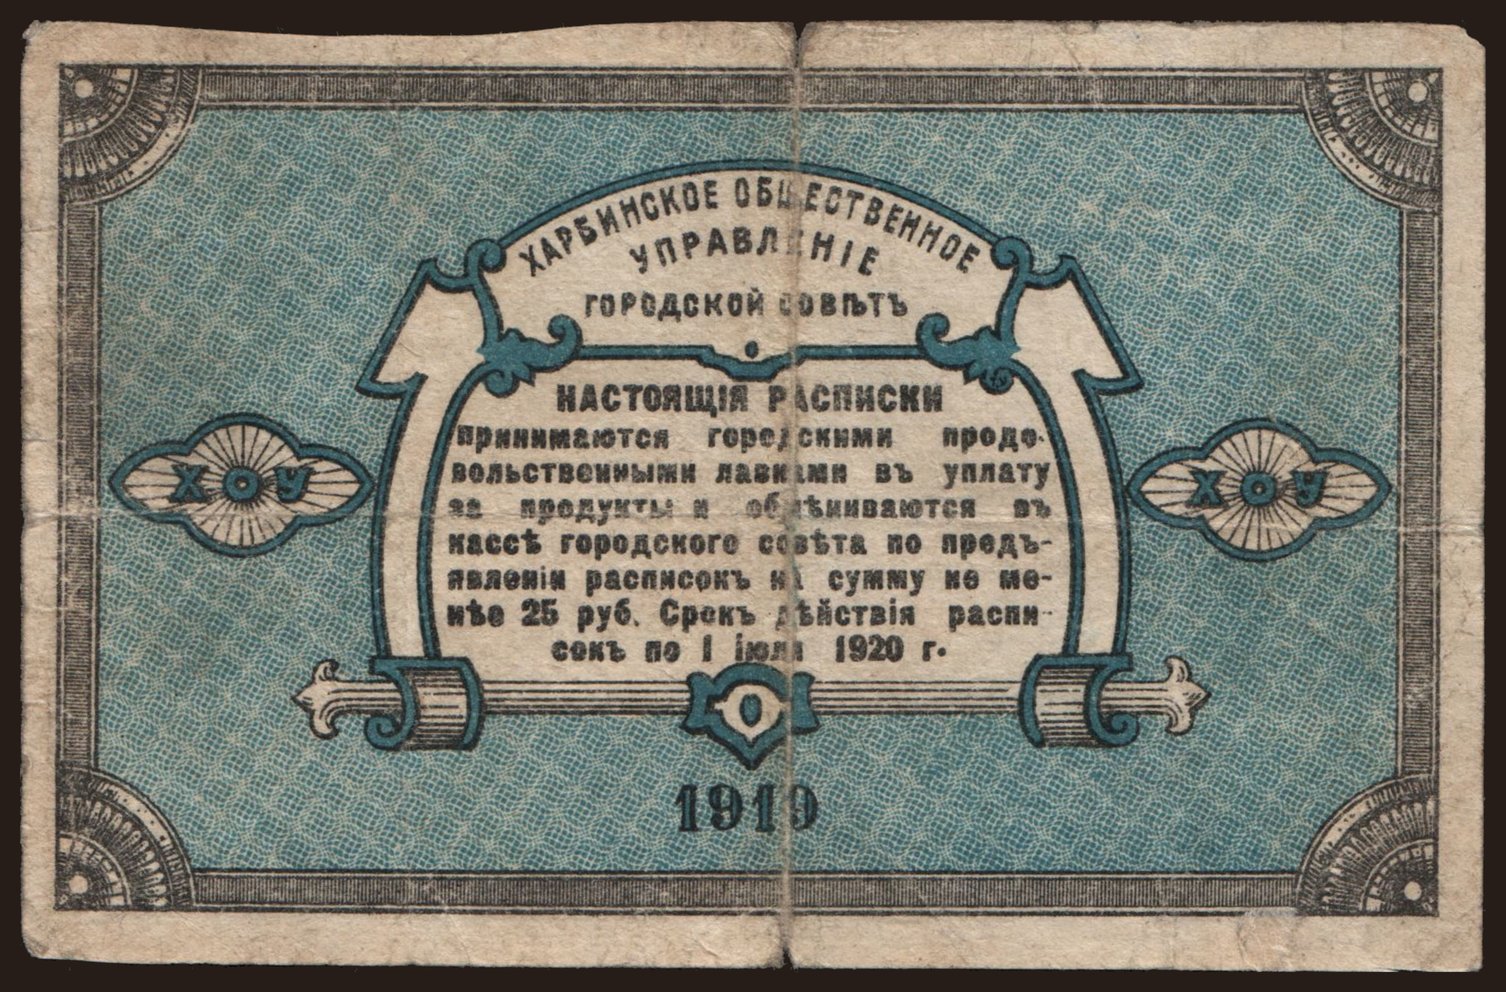 ХАРБИНСКОЕ ОБЩЕСТВЕННОЕ
УПРАВЛЕНІЕ
ГОРОДСКОЙ СОВѢТЪ
НАСТОЯЩІЯ РАСПИСКИ
принимаются городскими продо-
вольственными лавками въ уплату
за продукты и обмѣниваются въ
кассѣ городского совѣта по предъ-
явленіи расписокъ на сумму не ме-
нѣе 25 руб. Срокъ дѣйствія распи-
сокъ по 1 іюля 1920 г.
ХОУ
ХОУ
1919